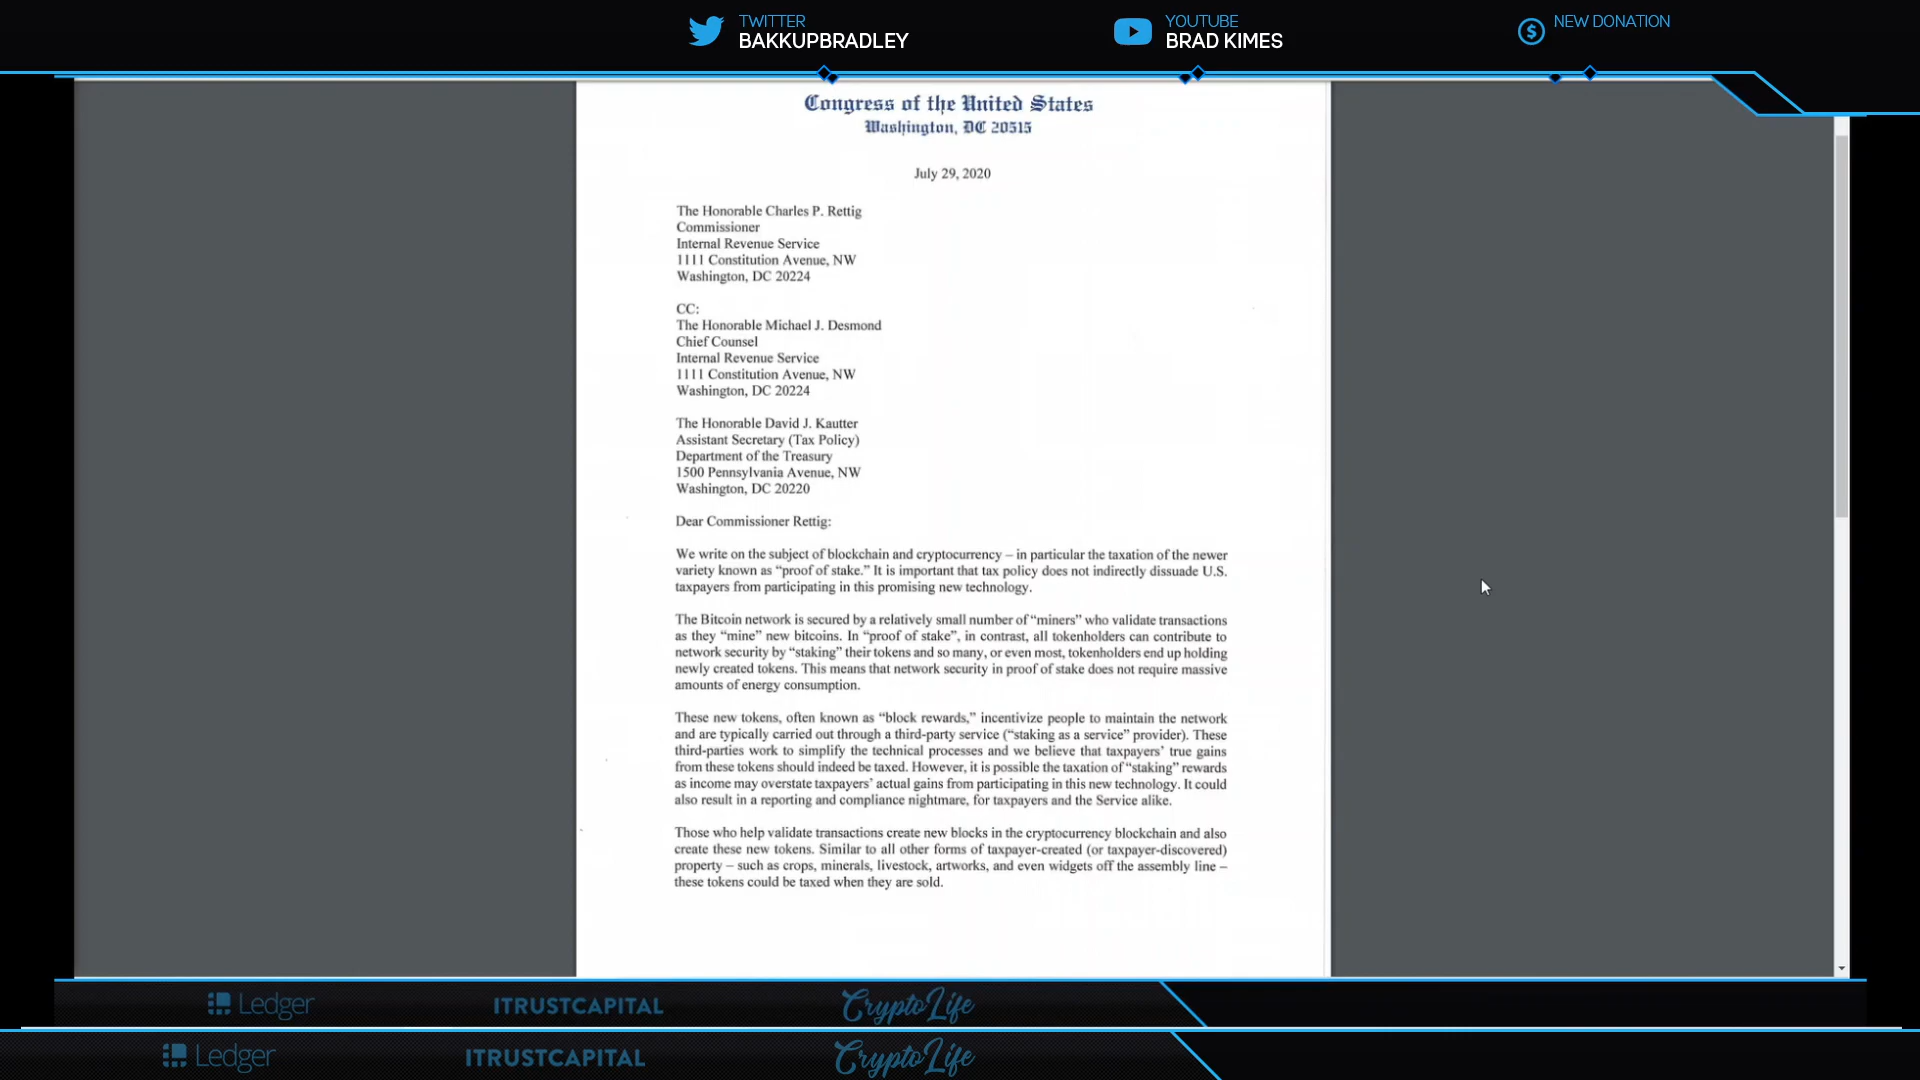 TWITTER
BAKKUPBRADLEY
YOUTUBE
BRAD KIMES
NEW DONATION
Congress of the United States
Washington, DC 20515
July 29, 2020
The Honorable Charles P. Rettig
Commissioner
Internal Revenue Service
1111 Constitution Avenue, NW
Washington, DC 20224
CC:
The Honorable Michael J. Desmond
Chief Counsel
Internal Revenue Service
1111 Constitution Avenue, NW
Washington, DC 20224
The Honorable David J. Kautter
Assistant Secretary (Tax Policy)
Department of the Treasury
1500 Pennsylvania Avenue, NW
Washington, DC 20220
Dear Commissioner Rettig:
We write on the subject of blockchain and cryptocurrency – in particular the taxation of the newer
variety known as “proof of stake.” It is important that tax policy does not indirectly dissuade U.S.
taxpayers from participating in this promising new technology.
The Bitcoin network is secured by a relatively small number of “miners” who validate transactions
as they “mine” new bitcoins. In “proof of stake”, in contrast, all tokenholders can contribute to
network security by “staking” their tokens and so many, or even most, tokenholders end up holding
newly created tokens. This means that network security in proof of stake does not require massive
amounts of energy consumption.
These new tokens, often known as “block rewards,” incentivize people to maintain the network
and are typically carried out through a third-party service (“staking as a service” provider). These
third-parties work to simplify the technical processes and we believe that taxpayers’ true gains
from these tokens should indeed be taxed. However, it is possible the taxation of “staking” rewards
as income may overstate taxpayers’ actual gains from participating in this new technology. It could
also result in a reporting and compliance nightmare, for taxpayers and the Service alike.
Those who help validate transactions create new blocks in the cryptocurrency blockchain and also
create these new tokens. Similar to all other forms of taxpayer-created (or taxpayer-discovered)
property – such as crops, minerals, livestock, artworks, and even widgets off the assembly line –
these tokens could be taxed when they are sold.
Ledger ITRUSTCAPITAL CryptoLife
Ledger ITRUSTCAPITAL CryptoLife